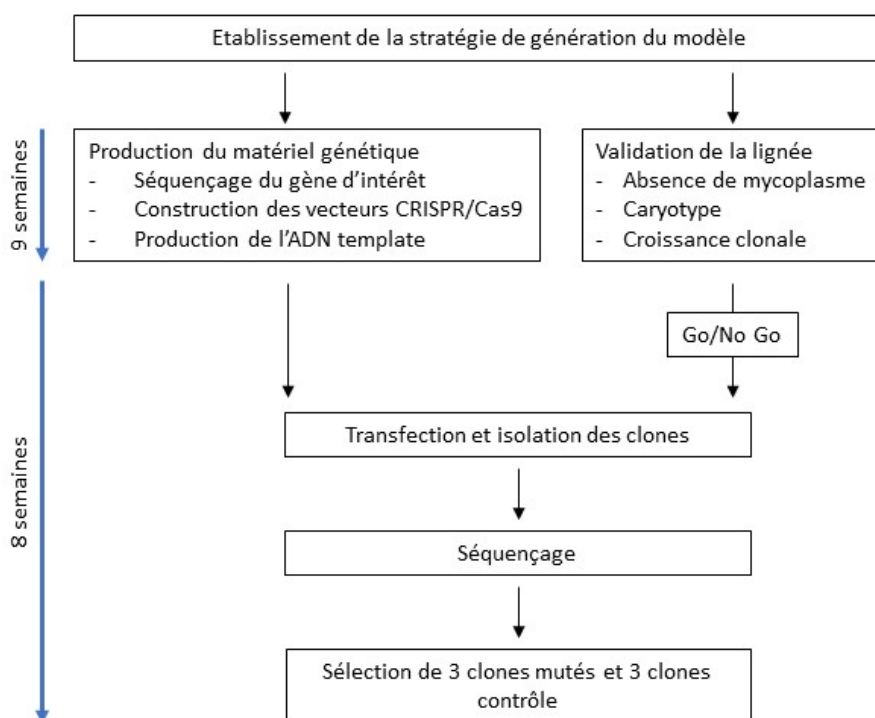 Etablissement de la stratégie de génération du modèle
9 semaines
Production du matériel génétique
- Séquençage du gène d'intérêt
- Construction des vecteurs CRISPR/Cas9
- Production de l'ADN template
Validation de la lignée
- Absence de mycoplasme
- Caryotype
- Croissance clonale
Go/No Go
8 semaines
Transfection et isolation des clones
Séquençage
Sélection de 3 clones mutés et 3 clones
contrôle